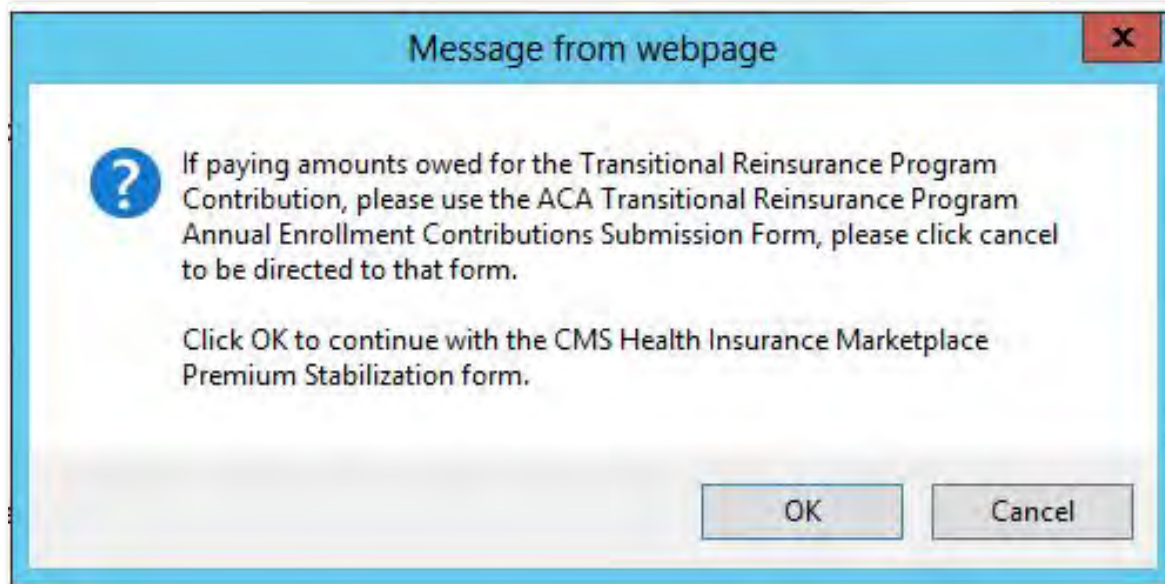 Message from webpage
x
?
If paying amounts owed for the Transitional Reinsurance Program
Contribution, please use the ACA Transitional Reinsurance Program
Annual Enrollment Contributions Submission Form, please click cancel
to be directed to that form.
Click OK to continue with the CMS Health Insurance Marketplace
Premium Stabilization form.
OK
Cancel